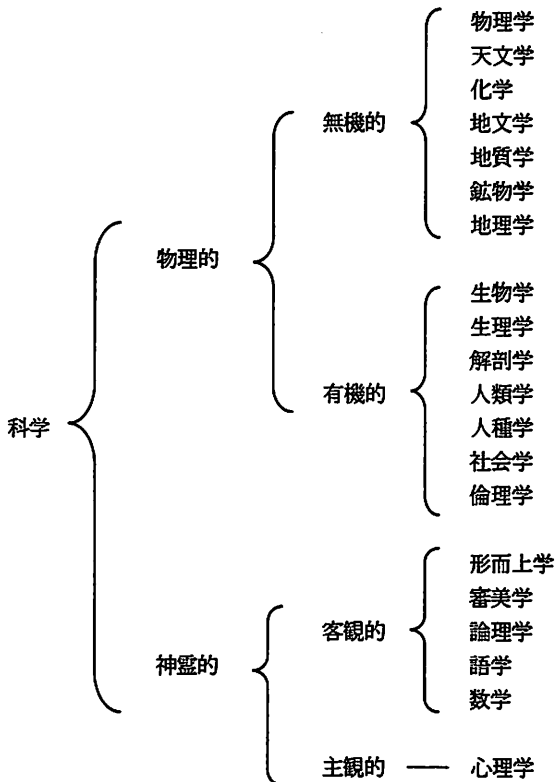 物理学
天文学
化学
無機的
地文学
地質学
鉱物学
地理学
物理的
生物学
生理学
解剖学
有機的
人類学
科学
人種学
社会学
倫理学
形而上学
審美学
客観的
論理学
神霊的
語学
数学
主観的 — 心理学